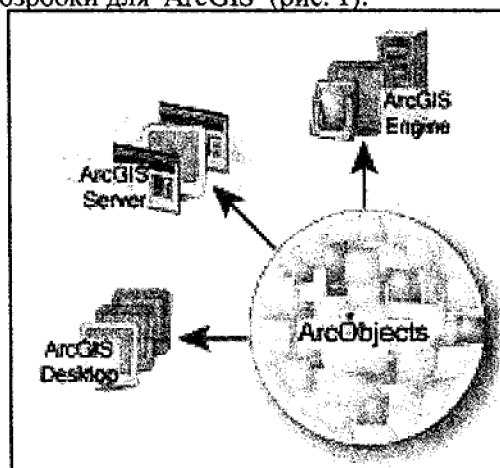 озробки для ArcGIS (рис. 1).
ArcGIS
Engine
ArcGIS
Server
ArcObjects
ArcGIS
Desktop